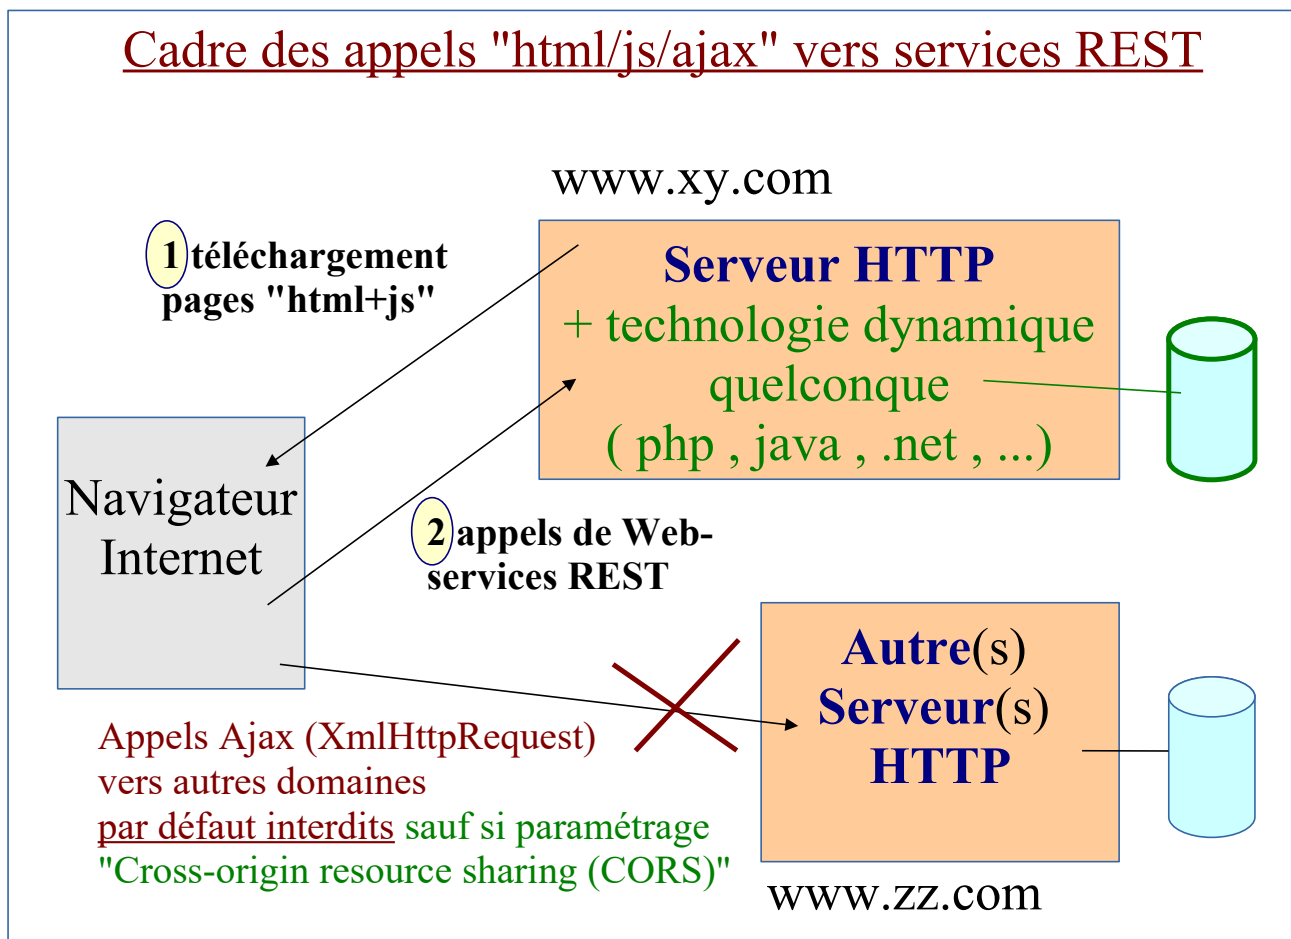 Cadre des appels "html/js/ajax" vers services REST
www.xy.com
1 téléchargement
pages "html+js"
Serveur HTTP
+ technologie dynamique
quelconque
( php , java , .net , ...)
Navigateur
Internet
2 appels de Web-
services REST
Autre(s)
Serveur(s)
HTTP
Appels Ajax (XmlHttpRequest)
vers autres domaines
par défaut interdits sauf si paramétrage
"Cross-origin resource sharing (CORS)"
www.zz.com